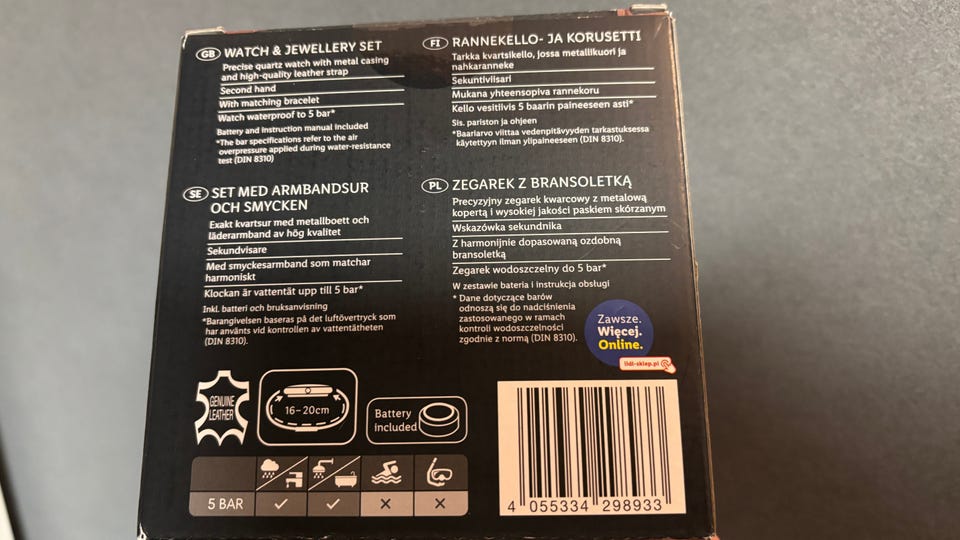 GB WATCH & JEWELLERY SET
Precise quartz watch with metal casing
and high-quality leather strap
Second hand
With matching bracelet
Watch waterproof to 5 bar*
Battery and instruction manual included
*The bar specifications refer to the air
overpressure applied during water-resistance
test (DIN 8310)
FI RANNEKELLO- JA KORUSETTI
Tarkka kvartsikello, jossa metallikuori ja
nahkaranneke
Sekuntiviisari
Mukana yhteensopiva rannekoru
Kello vesitiivis 5 baarin paineeseen asti*
Sis. pariston ja ohjeen
*Baariarvo viittaa vedenpitävyyden tarkastuksessa
käytettyyn ilman ylipaineeseen (DIN 8310).
SE SET MED ARMBANDSUR
OCH SMYCKEN
Exakt kvartsur med metallboett och
läderarmband av hög kvalitet
Sekundvisare
Med smyckesarmband som matchar
harmoniskt
Klockan är vattentät upp till 5 bar*
Inkl. batteri och bruksanvisning
*Barangivelsen baseras på det luftövertryck som
har använts vid kontrollen av vattentätheten
(DIN 8310).
PL ZEGAREK Z BRANSOLETKĄ
Precyzyjny zegarek kwarcowy z metalową
kopertą i wysokiej jakości paskiem skórzanym
Wskazówka sekundnika
Z harmonijnie dopasowaną ozdobną
bransoletką
Zegarek wodoszczelny do 5 bar*
W zestawie bateria i instrukcja obsługi
* Dane dotyczące barów
odnoszą się do nadciśnienia
zastosowanego w ramach
kontroli wodoszczelności
zgodnie z normą (DIN 8310).
Zawsze.
Więcej.
Online.
lidl-sklep.pl
GENUINE
LEATHER
16–20cm
Battery
included
5 BAR
4 055334 298933